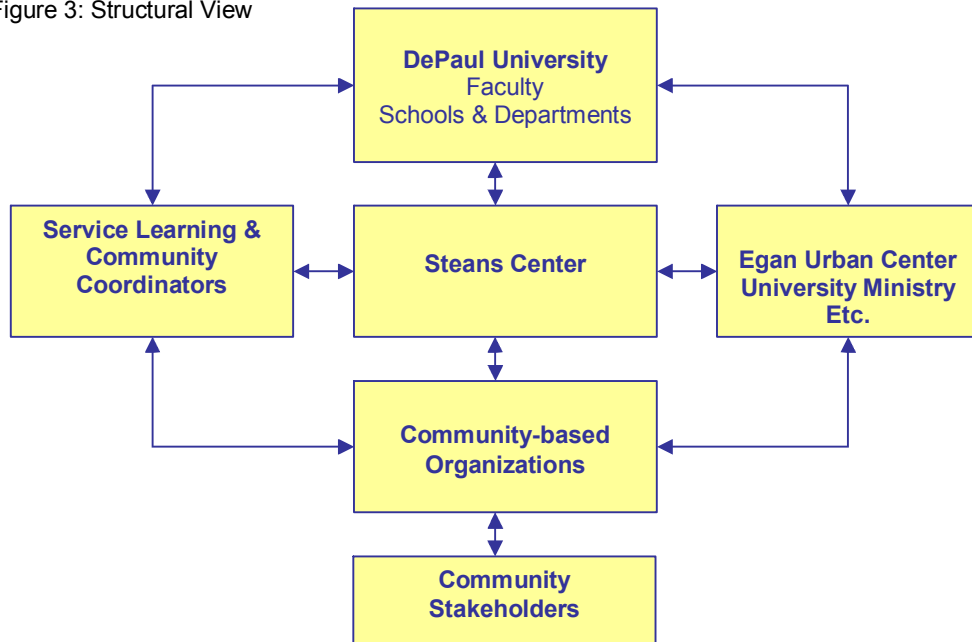 Figure 3: Structural View
DePaul University
Faculty
Schools & Departments
Service Learning &
Community
Coordinators
Steans Center
Egan Urban Center
University Ministry
Etc.
Community-based
Organizations
Community
Stakeholders